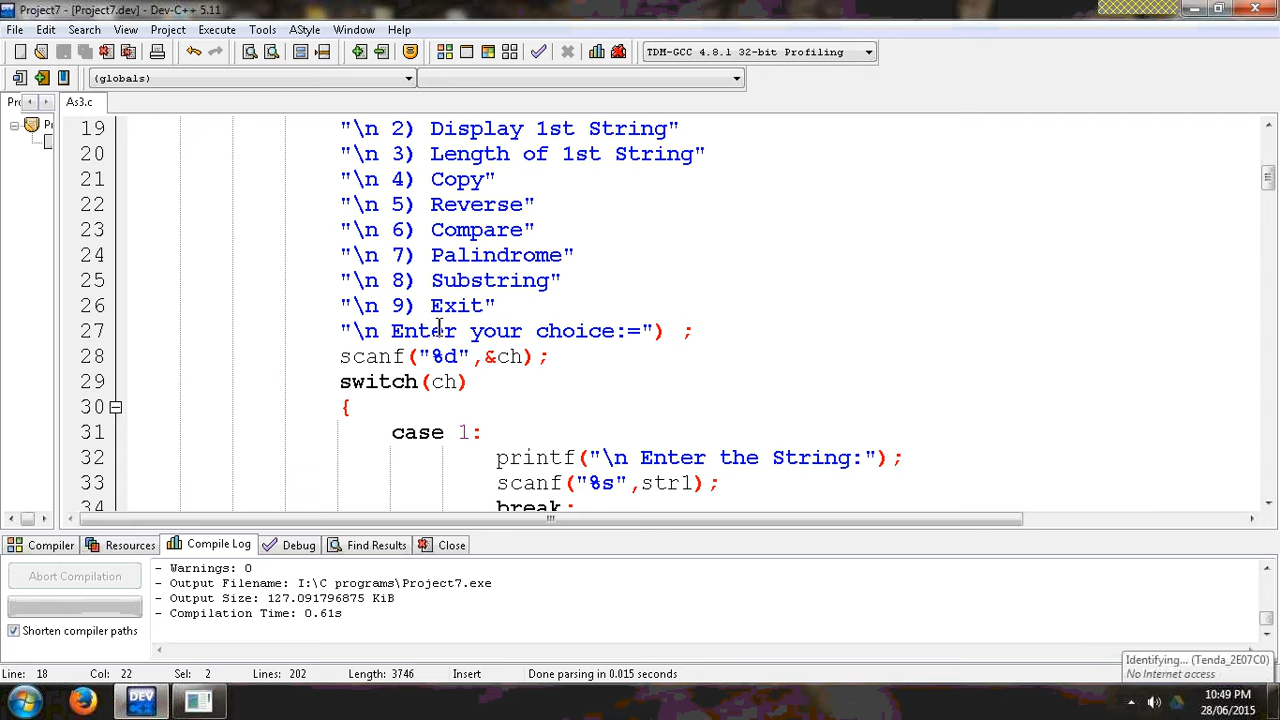 Project7 - [Project7.dev] - Dev-C++ 5.11
File Edit Search View Project Execute Tools AStyle Window Help
TDM-GCC 4.8.1 32-bit Profiling
(globals)
Pr As3.c
19 "\n 2) Display 1st String"
20 "\n 3) Length of 1st String"
21 "\n 4) Copy"
22 "\n 5) Reverse"
23 "\n 6) Compare"
24 "\n 7) Palindrome"
25 "\n 8) Substring"
26 "\n 9) Exit"
27 "\n Enter your choice:=") ;
28 scanf("%d",&ch);
29 switch(ch)
30 {
31 case 1:
32 printf("\n Enter the String:");
33 scanf("%s",str1);
34 break;
Compiler Resources Compile Log Debug Find Results Close
Abort Compilation
Shorten compiler paths
- Warnings: 0
- Output Filename: I:\C programs\Project7.exe
- Output Size: 127.091796875 KiB
- Compilation Time: 0.61s
Line: 18 Col: 22 Sel: 2 Lines: 202 Length: 3746 Insert Done parsing in 0.015 seconds
Identifying... (Tenda_2E07C0)
No Internet access
DEV
10:49 PM
28/06/2015